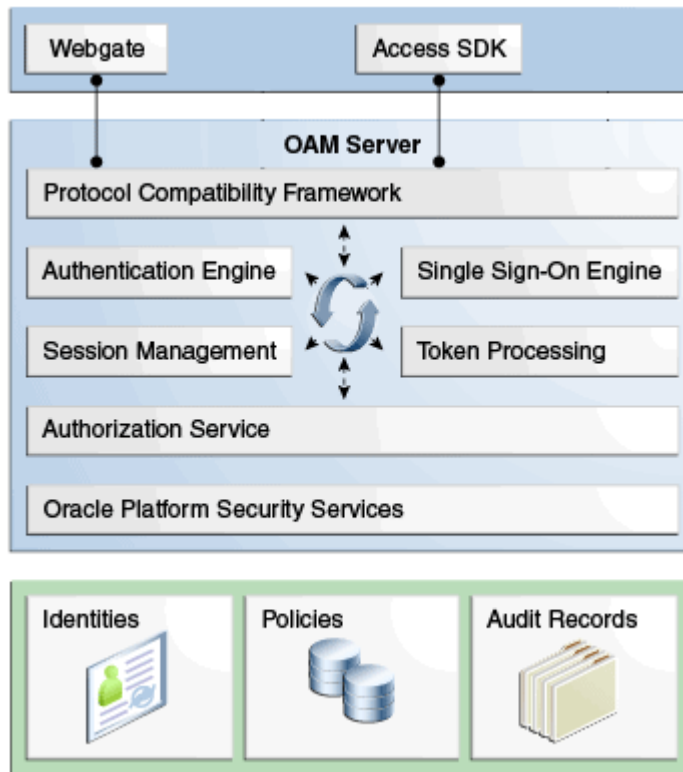 Webgate
Access SDK
OAM Server
Protocol Compatibility Framework
Authentication Engine
Single Sign-On Engine
Session Management
Token Processing
Authorization Service
Oracle Platform Security Services
Identities
Policies
Audit Records